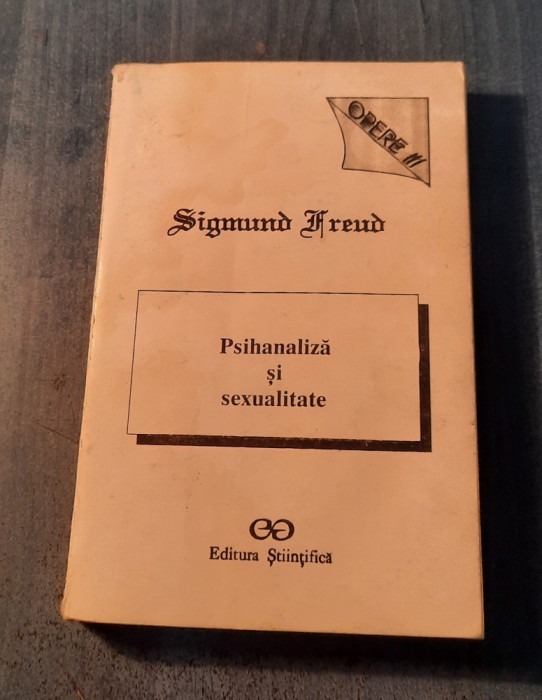 OPERE III
Sigmund Freud
Psihanaliză
și
sexualitate
Editura Științifică